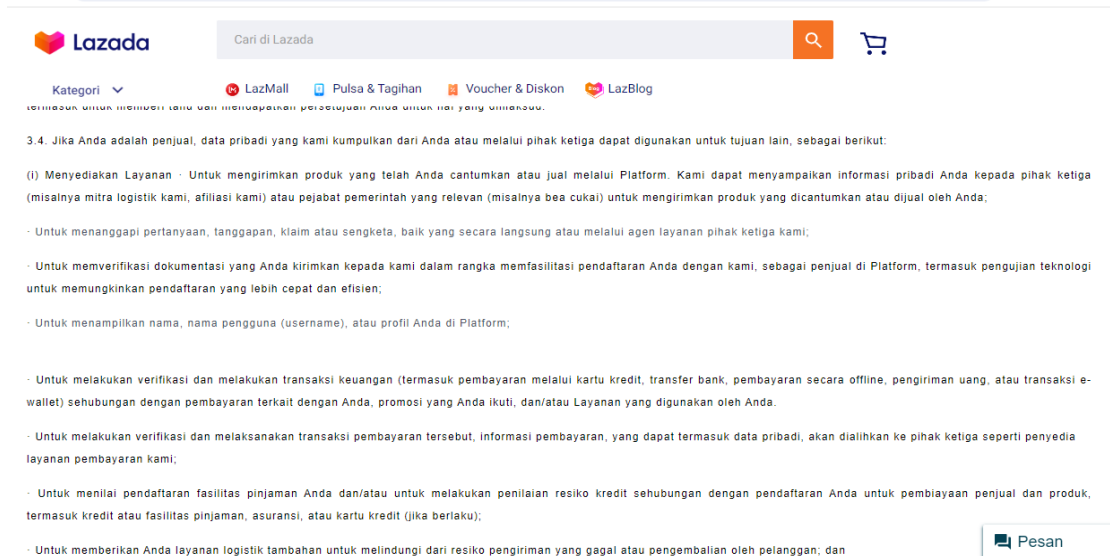 Lazada
Cari di Lazada
Kategori
LazMall
Pulsa & Tagihan
Voucher & Diskon
LazBlog
termasuk untuk memberi tahu dan mendapatkan persetujuan Anda untuk hal yang dimaksud.
3.4. Jika Anda adalah penjual, data pribadi yang kami kumpulkan dari Anda atau melalui pihak ketiga dapat digunakan untuk tujuan lain, sebagai berikut:
(i) Menyediakan Layanan · Untuk mengirimkan produk yang telah Anda cantumkan atau jual melalui Platform. Kami dapat menyampaikan informasi pribadi Anda kepada pihak ketiga
(misalnya mitra logistik kami, afiliasi kami) atau pejabat pemerintah yang relevan (misalnya bea cukai) untuk mengirimkan produk yang dicantumkan atau dijual oleh Anda;
· Untuk menanggapi pertanyaan, tanggapan, klaim atau sengketa, baik yang secara langsung atau melalui agen layanan pihak ketiga kami;
· Untuk memverifikasi dokumentasi yang Anda kirimkan kepada kami dalam rangka memfasilitasi pendaftaran Anda dengan kami, sebagai penjual di Platform, termasuk pengujian teknologi
untuk memungkinkan pendaftaran yang lebih cepat dan efisien;
· Untuk menampilkan nama, nama pengguna (username), atau profil Anda di Platform;
· Untuk melakukan verifikasi dan melakukan transaksi keuangan (termasuk pembayaran melalui kartu kredit, transfer bank, pembayaran secara offline, pengiriman uang, atau transaksi e-
wallet) sehubungan dengan pembayaran terkait dengan Anda, promosi yang Anda ikuti, dan/atau Layanan yang digunakan oleh Anda.
· Untuk melakukan verifikasi dan melaksanakan transaksi pembayaran tersebut, informasi pembayaran, yang dapat termasuk data pribadi, akan dialihkan ke pihak ketiga seperti penyedia
layanan pembayaran kami;
· Untuk menilai pendaftaran fasilitas pinjaman Anda dan/atau untuk melakukan penilaian resiko kredit sehubungan dengan pendaftaran Anda untuk pembiayaan penjual dan produk,
termasuk kredit atau fasilitas pinjaman, asuransi, atau kartu kredit (jika berlaku);
· Untuk memberikan Anda layanan logistik tambahan untuk melindungi dari resiko pengiriman yang gagal atau pengembalian oleh pelanggan; dan
Pesan